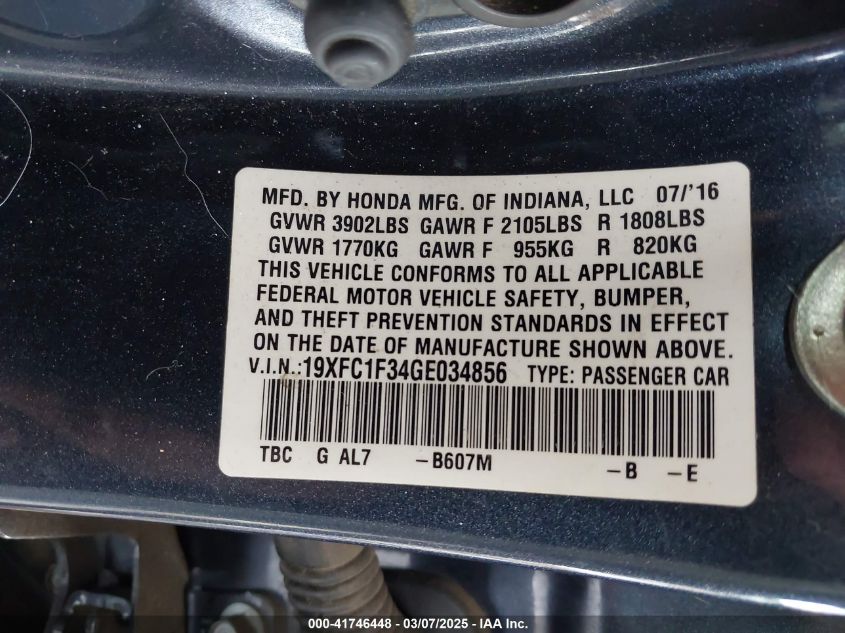 MFD. BY HONDA MFG. OF INDIANA, LLC 07/'16
GVWR 3902LBS GAWR F 2105LBS R 1808LBS
GVWR 1770KG GAWR F 955KG R 820KG
THIS VEHICLE CONFORMS TO ALL APPLICABLE
FEDERAL MOTOR VEHICLE SAFETY, BUMPER,
AND THEFT PREVENTION STANDARDS IN EFFECT
ON THE DATE OF MANUFACTURE SHOWN ABOVE.
V.I.N.:19XFC1F34GE034856 TYPE: PASSENGER CAR
TBC G AL7 -B607M -B -E
000-41746448 - 03/07/2025 - IAA Inc.